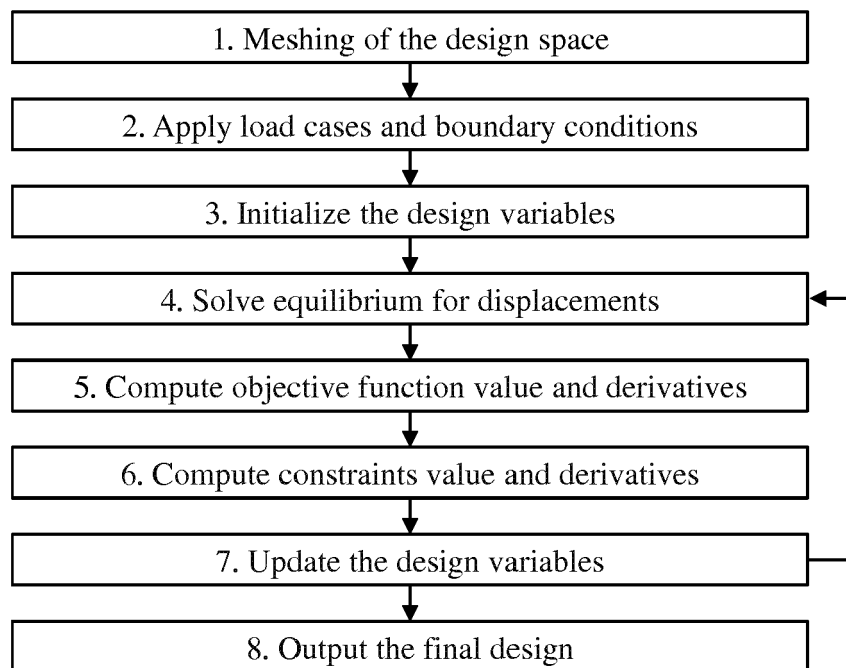 1. Meshing of the design space
2. Apply load cases and boundary conditions
3. Initialize the design variables
4. Solve equilibrium for displacements
5. Compute objective function value and derivatives
6. Compute constraints value and derivatives
7. Update the design variables
8. Output the final design